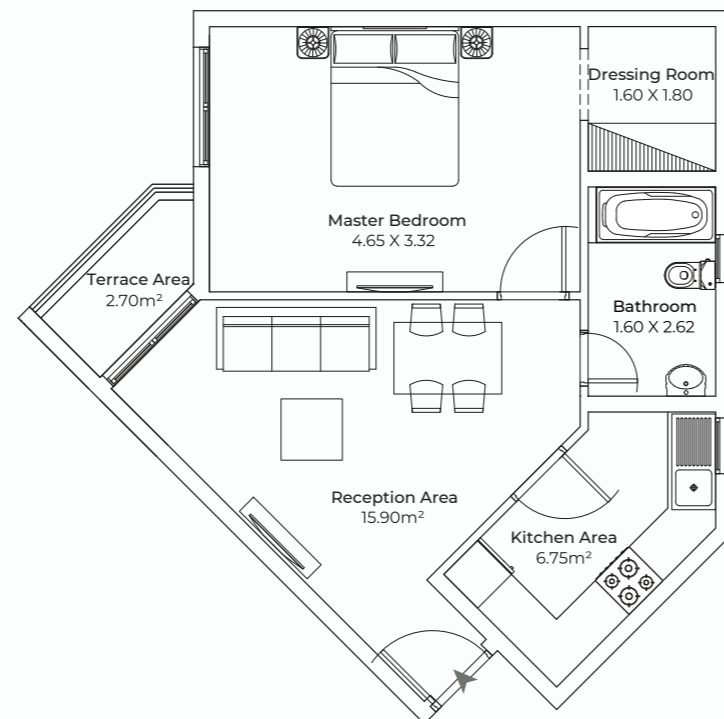 Dressing Room
1.60 X 1.80
Master Bedroom
4.65 X 3.32
Terrace Area
2.70m²
Bathroom
1.60 X 2.62
Reception Area
15.90m²
Kitchen Area
6.75m²